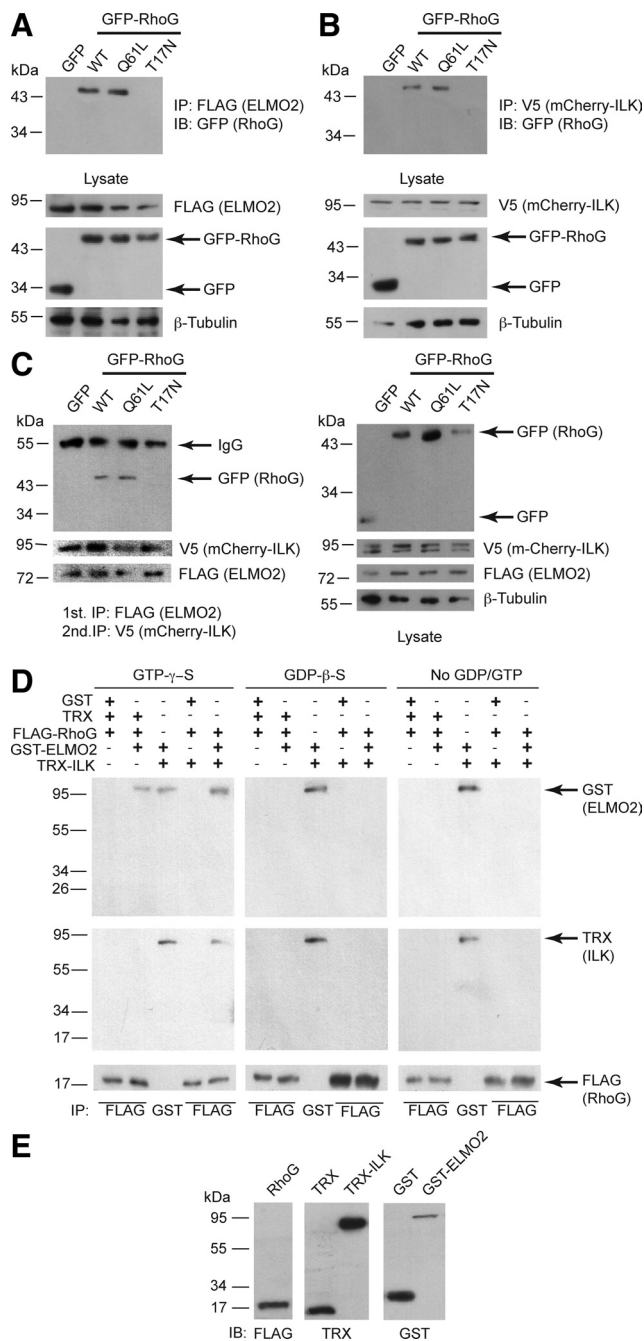 A
GFP-RhoG
GFP
WT
Q61L
T17N
kDa
43
34
IP: FLAG (ELMO2)
IB: GFP (RhoG)
Lysate
95
FLAG (ELMO2)
43
GFP-RhoG
34
GFP
55
β-Tubulin
B
GFP-RhoG
GFP
WT
Q61L
T17N
kDa
43
34
IP: V5 (mCherry-ILK)
IB: GFP (RhoG)
Lysate
95
V5 (mCherry-ILK)
43
GFP-RhoG
34
GFP
55
β-Tubulin
C
GFP-RhoG
GFP
WT
Q61L
T17N
kDa
55
IgG
43
GFP (RhoG)
34
95
V5 (mCherry-ILK)
72
FLAG (ELMO2)
1st. IP: FLAG (ELMO2)
2nd.IP: V5 (mCherry-ILK)
GFP-RhoG
GFP
WT
Q61L
T17N
kDa
43
GFP (RhoG)
34
26
GFP
95
V5 (m-Cherry-ILK)
72
FLAG (ELMO2)
55
β-Tubulin
Lysate
D
GTP-γ–S GDP-β-S No GDP/GTP
GST + - - + - + - - + - + - - + -
TRX + + - - - + + - - - + + - - -
FLAG-RhoG + + - + + + + - + + + + - + +
GST-ELMO2 - + + - + - + + - + - + + - +
TRX-ILK - - + + + - - + + + - - + + +
95
GST
(ELMO2)
55
34
26
95
TRX
(ILK)
55
34
17
17
FLAG
(RhoG)
IP: FLAG GST FLAG FLAG GST FLAG FLAG GST FLAG
E
RhoG
TRX
TRX-ILK
GST
GST-ELMO2
kDa
95
55
34
17
IB: FLAG TRX GST